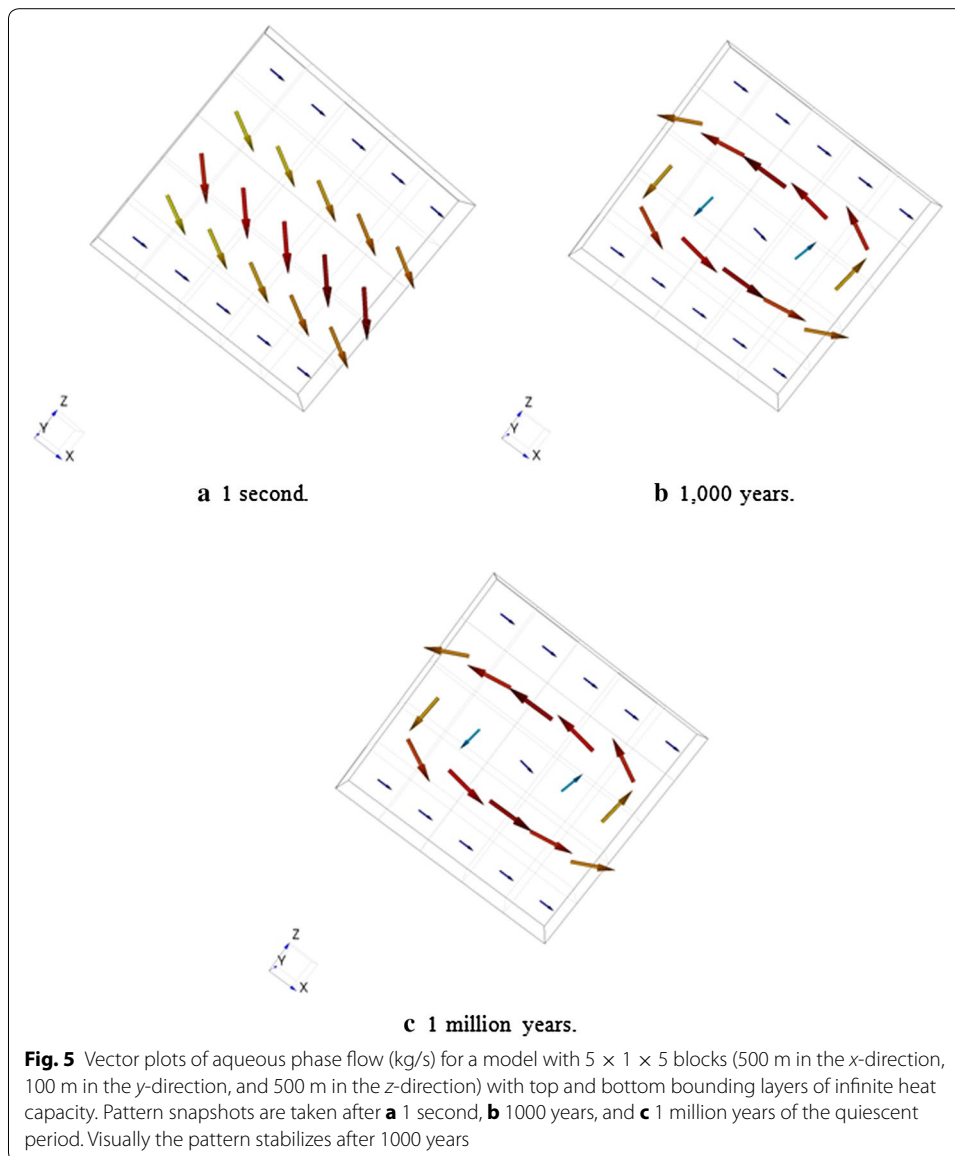 Z
Y
X
Z
Y
X
a 1 second.
b 1,000 years.
Z
Y
X
c 1 million years.
Fig. 5 Vector plots of aqueous phase flow (kg/s) for a model with 5 × 1 × 5 blocks (500 m in the x-direction,
100 m in the y-direction, and 500 m in the z-direction) with top and bottom bounding layers of infinite heat
capacity. Pattern snapshots are taken after a 1 second, b 1000 years, and c 1 million years of the quiescent
period. Visually the pattern stabilizes after 1000 years